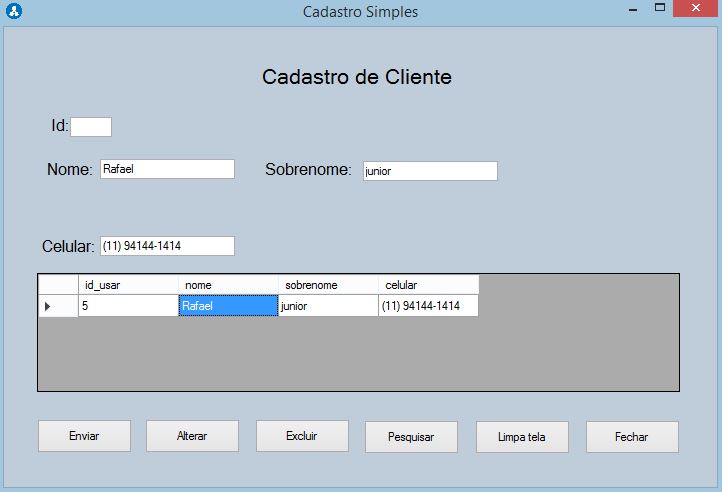 Cadastro Simples
Cadastro de Cliente
Id:
Nome: Rafael Sobrenome: junior
Celular: (11) 94144-1414
id_usar nome sobrenome celular
5 Rafael junior (11) 94144-1414
Enviar Alterar Excluir Pesquisar Limpa tela Fechar